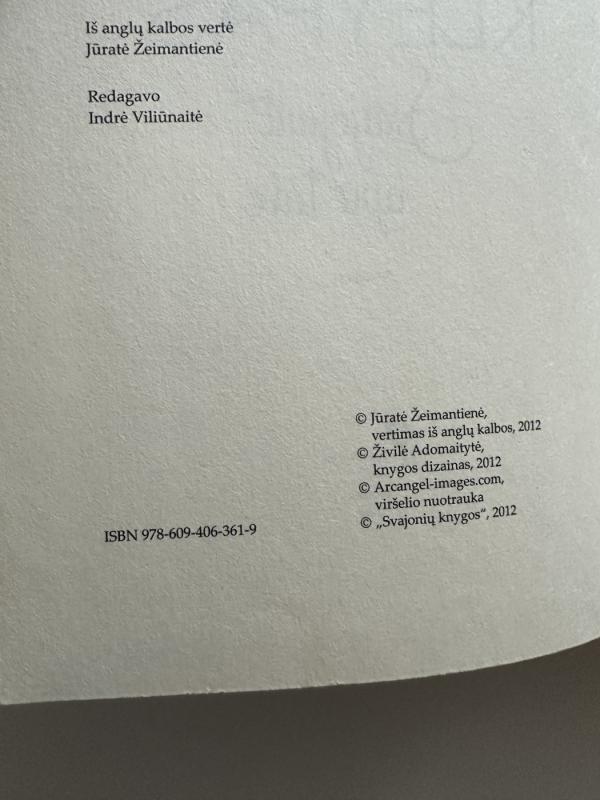 Iš anglų kalbos vertė
Jūratė Žeimantienė
Redagavo
Indrė Viliūnaitė
© Jūratė Žeimantienė,
vertimas iš anglų kalbos, 2012
© Živilė Adomaitytė,
knygos dizainas, 2012
© Arcangel-images.com,
viršelio nuotrauka
© „Svajonių knygos“, 2012
ISBN 978-609-406-361-9